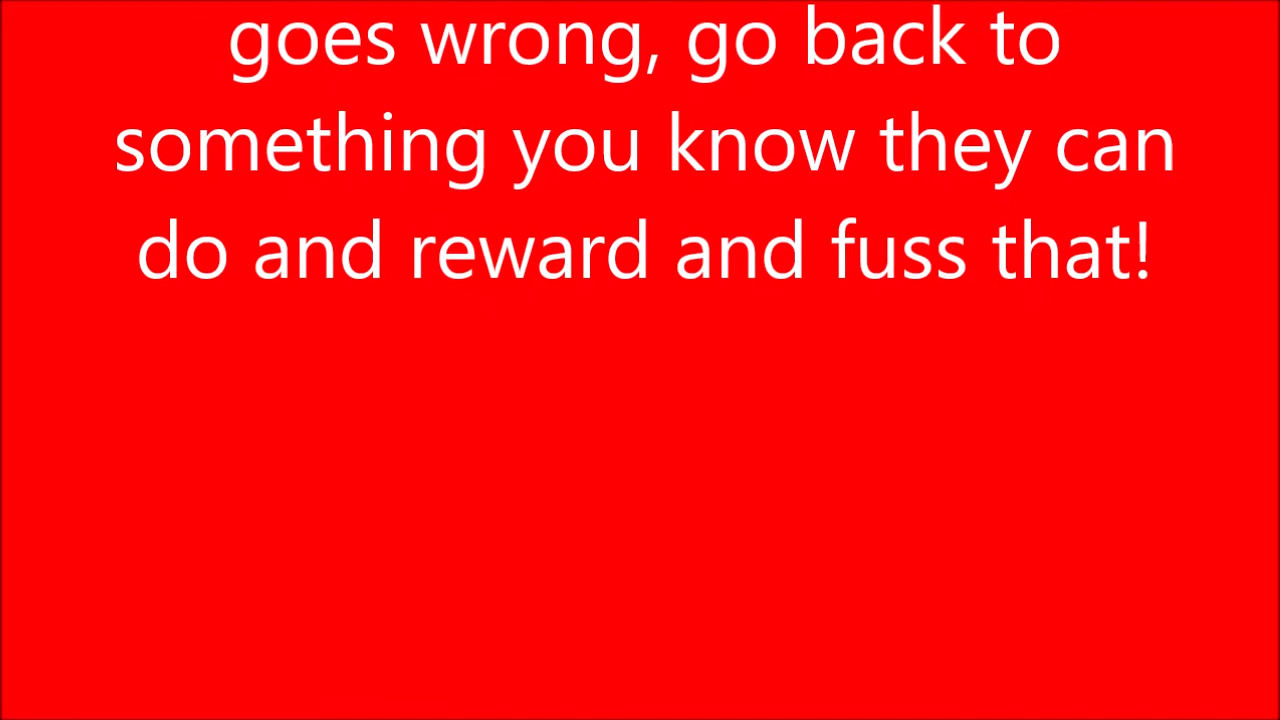 goes wrong, go back to
something you know they can
do and reward and fuss that!